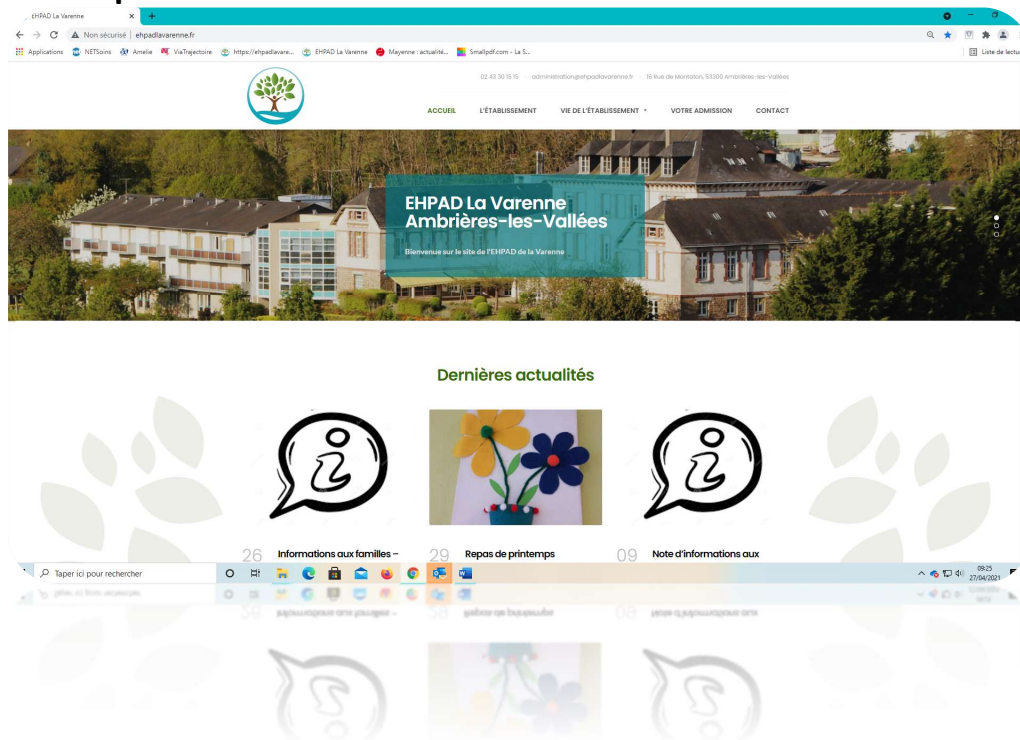 EHPAD La Varenne
Non sécurisé | ehpadlavarenne.fr
Applications NETSoins Amelie ViaTrajectoire https://ehpadlavare... EHPAD La Varenne Mayenne : actualité... Smallpdf.com - La S... Liste de lectu
02 43 30 15 15 administration@ehpadlavarenne.fr 16 Rue de Montaton, 53300 Ambrières-les-Vallées
ACCUEIL L'ÉTABLISSEMENT VIE DE L'ÉTABLISSEMENT VOTRE ADMISSION CONTACT
EHPAD La Varenne
Ambrières-les-Vallées
Bienvenue sur le site de l'EHPAD de la Varenne
Dernières actualités
26 Informations aux familles – 29 Repas de printemps 09 Note d'informations aux
Taper ici pour rechercher
09:25
27/04/2021